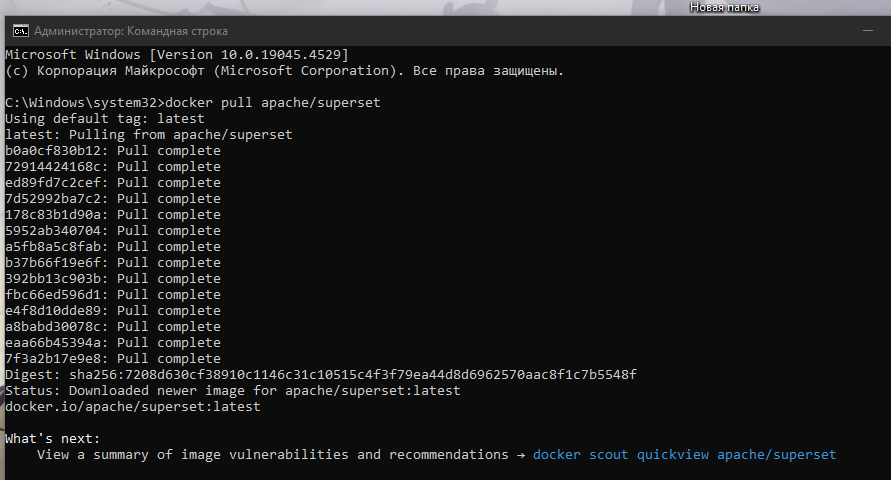 Новая папка
Администратор: Командная строка
Microsoft Windows [Version 10.0.19045.4529]
(c) Корпорация Майкрософт (Microsoft Corporation). Все права защищены.
C:\Windows\system32>docker pull apache/superset
Using default tag: latest
latest: Pulling from apache/superset
b0a0cf830b12: Pull complete
72914424168c: Pull complete
ed89fd7c2cef: Pull complete
7d52992ba7c2: Pull complete
178c83b1d90a: Pull complete
5952ab340704: Pull complete
a5fb8a5c8fab: Pull complete
b37b66f19e6f: Pull complete
392bb13c903b: Pull complete
fbc66ed596d1: Pull complete
e4f8d10dde89: Pull complete
a8babd30078c: Pull complete
eaa66b45394a: Pull complete
7f3a2b17e9e8: Pull complete
Digest: sha256:7208d630cf38910c1146c31c10515c4f3f79ea44d8d6962570aac8f1c7b5548f
Status: Downloaded newer image for apache/superset:latest
docker.io/apache/superset:latest
What's next:
View a summary of image vulnerabilities and recommendations → docker scout quickview apache/superset